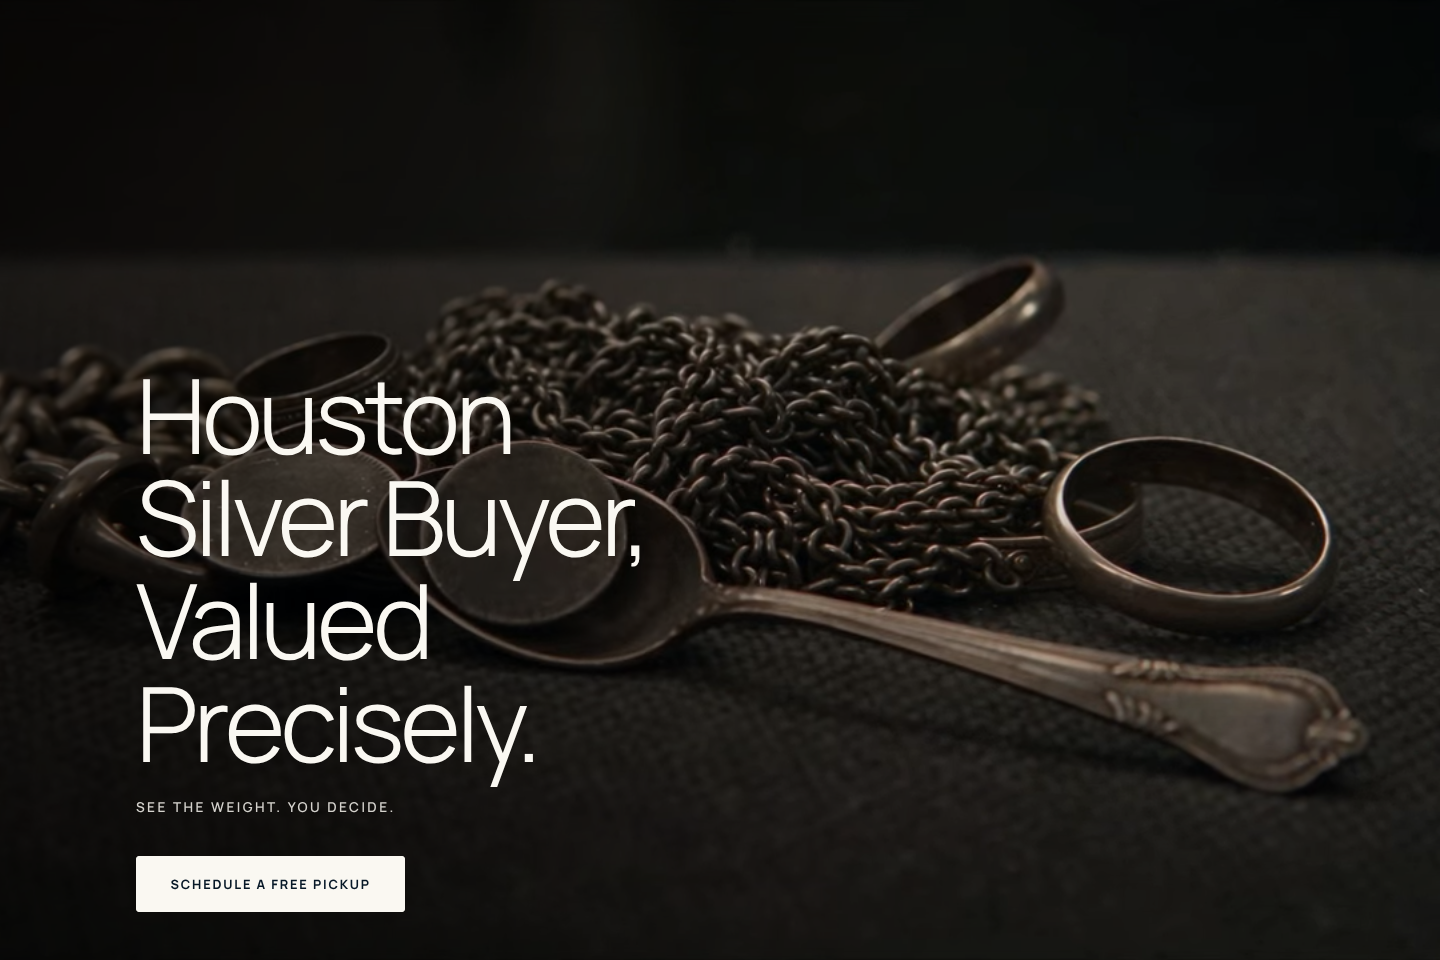 Houston
Silver Buyer,
Valued
Precisely.
SEE THE WEIGHT. YOU DECIDE.
SCHEDULE A FREE PICKUP